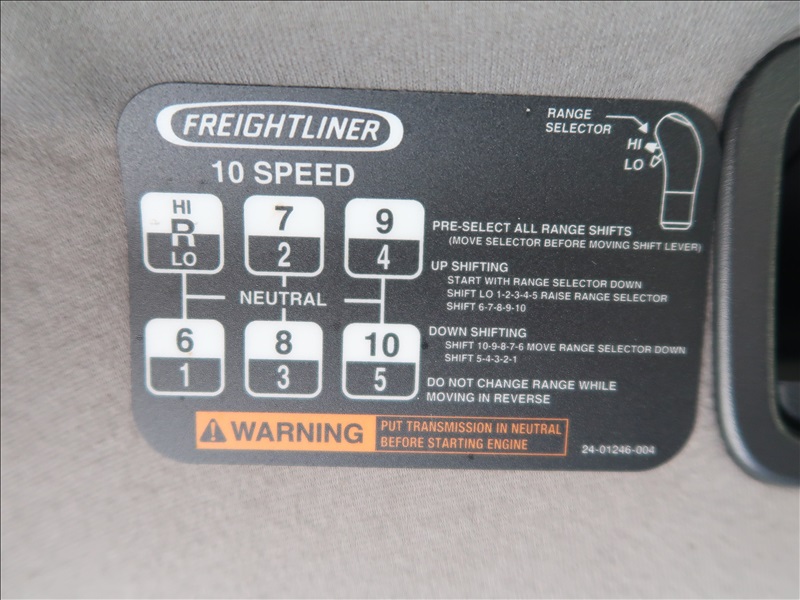 FREIGHTLINER
10 SPEED
RANGE
SELECTOR
HI
LO
HI
R
LO
7
2
9
4
NEUTRAL
6
1
8
3
10
5
PRE-SELECT ALL RANGE SHIFTS
(MOVE SELECTOR BEFORE MOVING SHIFT LEVER)
UP SHIFTING
START WITH RANGE SELECTOR DOWN
SHIFT LO 1-2-3-4-5 RAISE RANGE SELECTOR
SHIFT 6-7-8-9-10
DOWN SHIFTING
SHIFT 10-9-8-7-6 MOVE RANGE SELECTOR DOWN
SHIFT 5-4-3-2-1
DO NOT CHANGE RANGE WHILE
MOVING IN REVERSE
WARNING
PUT TRANSMISSION IN NEUTRAL
BEFORE STARTING ENGINE
24-01246-004